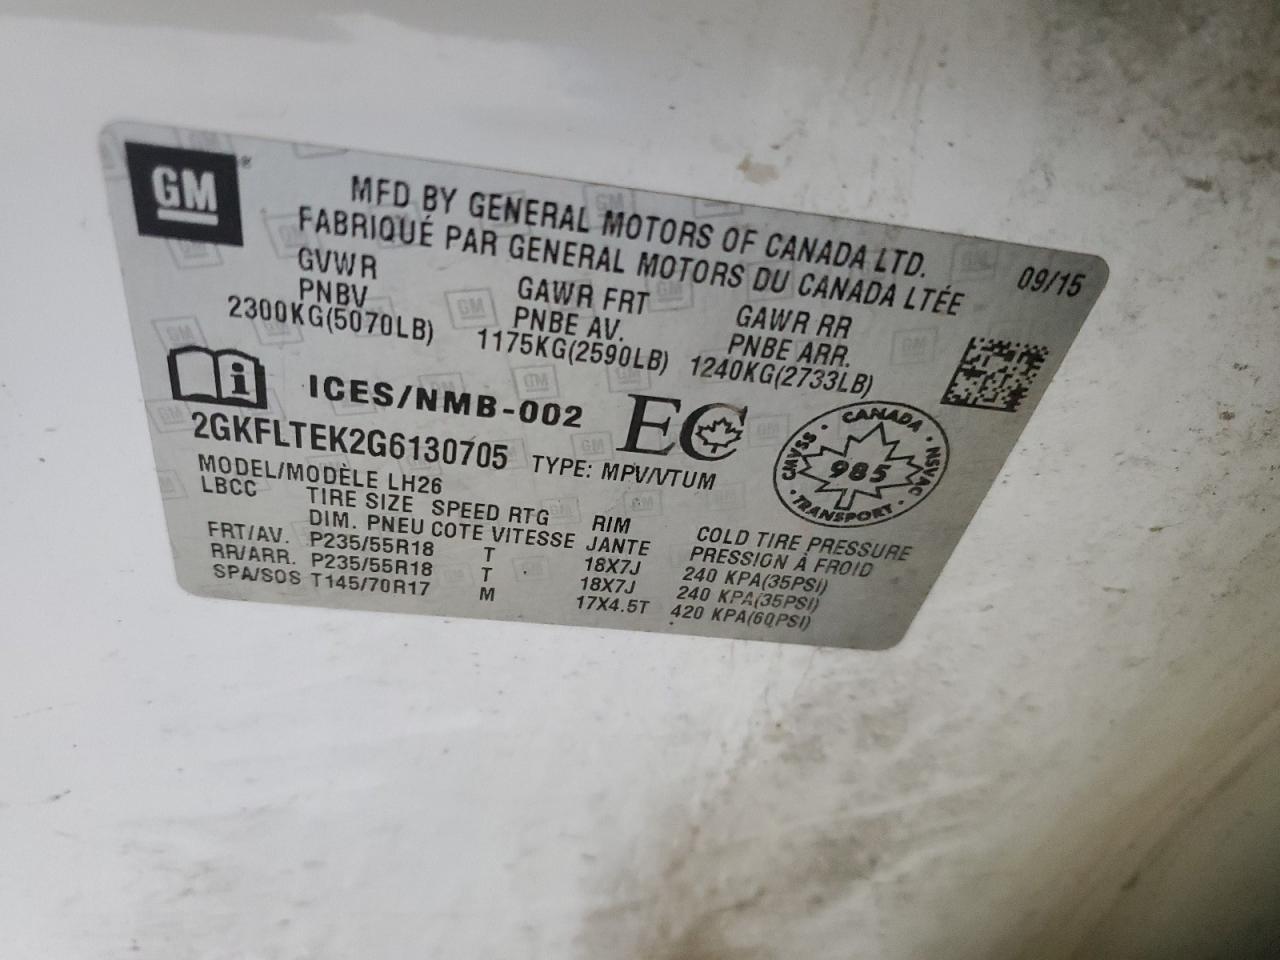 GM
MFD BY GENERAL MOTORS OF CANADA LTD.
FABRIQUÉ PAR GENERAL MOTORS DU CANADA LTÉE
09/15
GVWR GAWR FRT GAWR RR
PNBV PNBE AV. PNBE ARR.
2300KG(5070LB) 1175KG(2590LB) 1240KG(2733LB)
i ICES/NMB-002 EC
2GKFLTEK2G6130705 TYPE: MPV/VTUM
CANADA
CMVSS 985 NSVAC
TRANSPORT
MODEL/MODÈLE LH26
LBCC TIRE SIZE SPEED RTG RIM COLD TIRE PRESSURE
DIM. PNEU COTE VITESSE JANTE PRESSION À FROID
FRT/AV. P235/55R18 T 18X7J 240 KPA(35PSI)
RR/ARR. P235/55R18 T 18X7J 240 KPA(35PSI)
SPA/SOS T145/70R17 M 17X4.5T 420 KPA(60PSI)